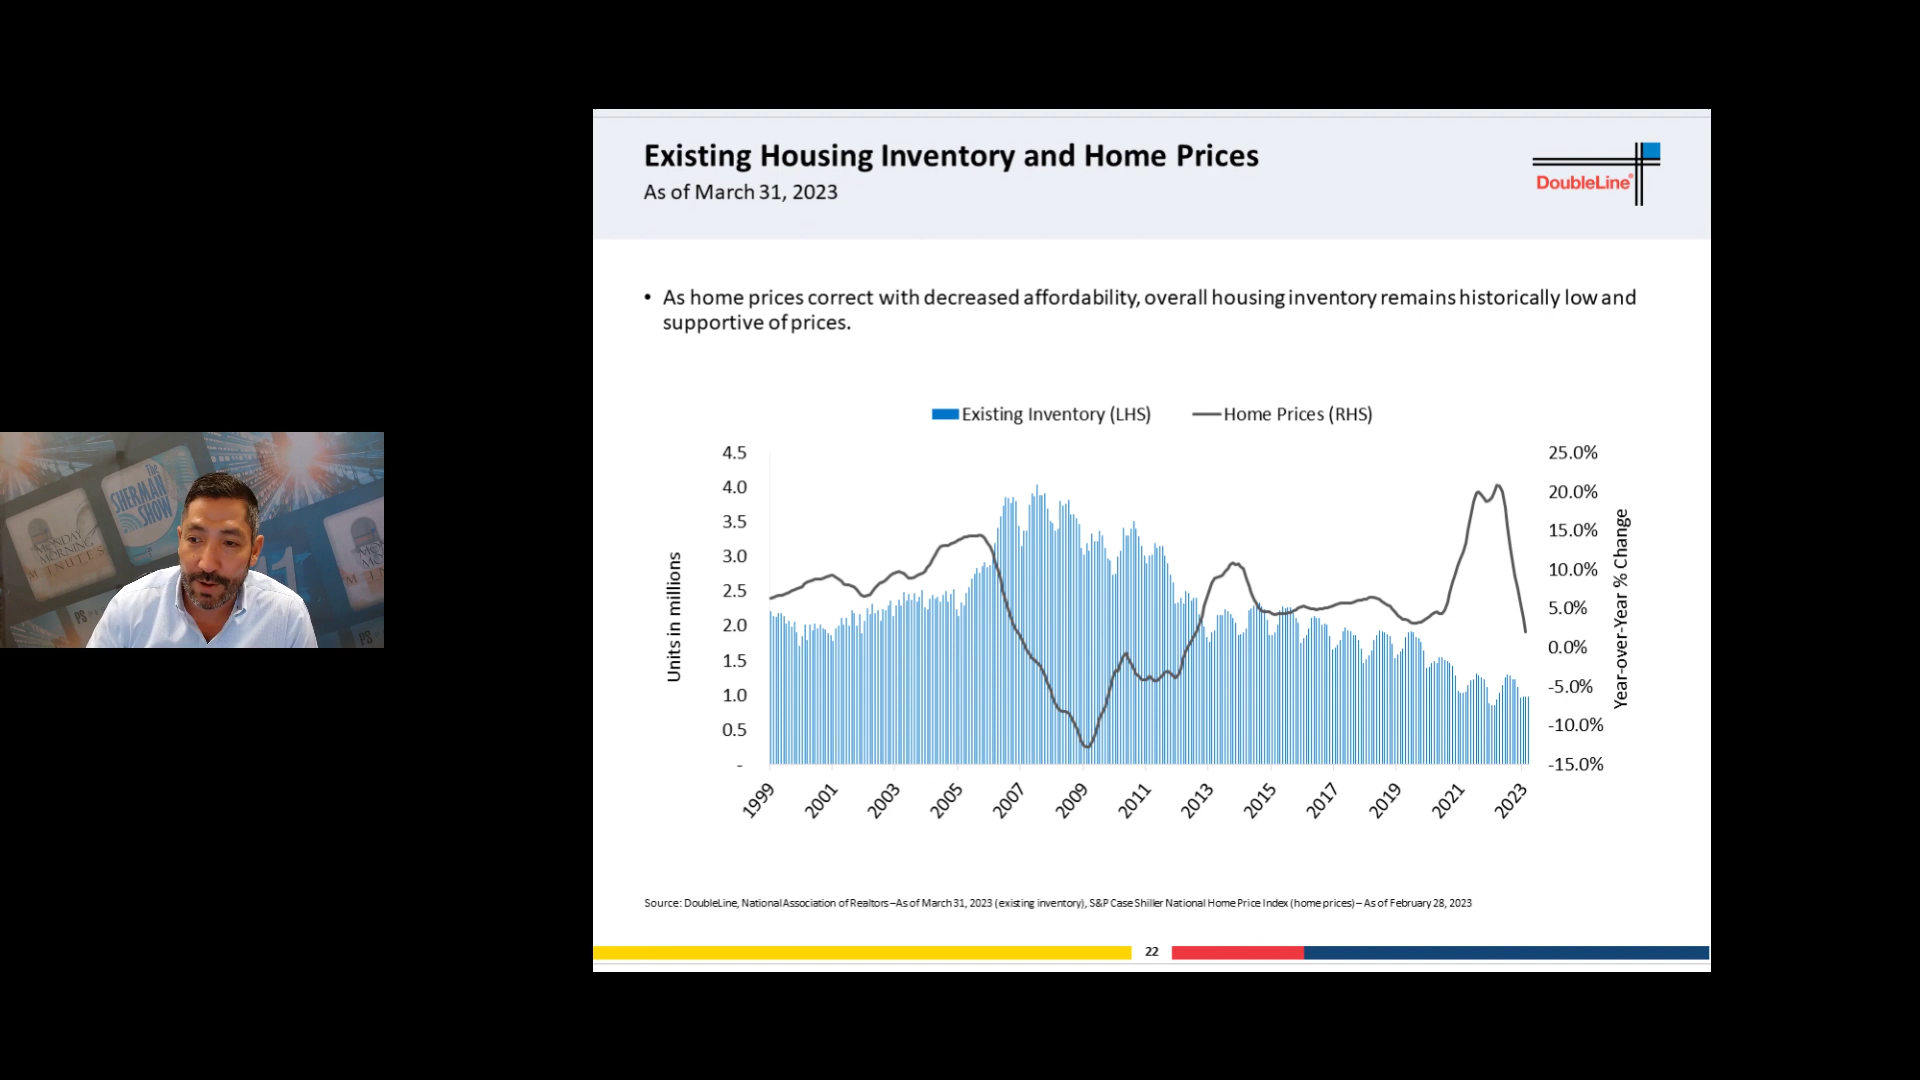 Existing Housing Inventory and Home Prices
As of March 31, 2023
DoubleLine®
• As home prices correct with decreased affordability, overall housing inventory remains historically low and
supportive of prices.
Existing Inventory (LHS)
Home Prices (RHS)
Units in millions
4.5
4.0
3.5
3.0
2.5
2.0
1.5
1.0
0.5
-
25.0%
20.0%
15.0%
10.0%
5.0%
0.0%
-5.0%
-10.0%
-15.0%
Year-over-Year % Change
1999
2001
2003
2005
2007
2009
2011
2013
2015
2017
2019
2021
2023
Source: DoubleLine, National Association of Realtors –As of March 31, 2023 (existing inventory), S&P Case Shiller National Home Price Index (home prices) – As of February 28, 2023
22
The
SHERMAN
SHOW
MONDAY
MORNING
MINUTES